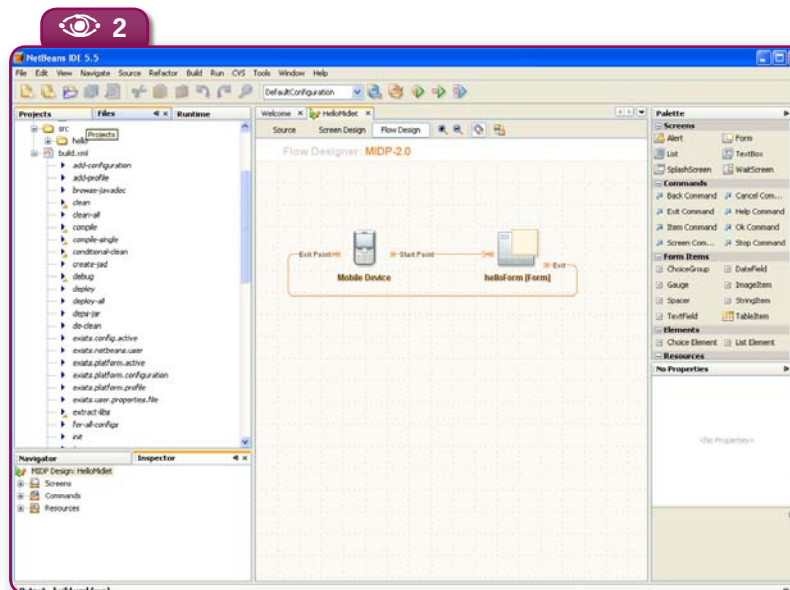 2
NetBeans IDE 5.5
File Edit View Navigate Source Refactor Build Run CVS Tools Window Help
DefaultConfiguration
Projects Files Runtime
Welcome HelloMidlet
Source Screen Design Flow Design
Flow Designer: MIDP-2.0
src
Projects
build.xml
add-configuration
add-profile
browse-javadoc
clean
clean-all
compile
compile-single
conditional-clean
create-jad
debug
deploy
deploy-all
deps-jar
do-clean
exists.config.active
exists.netbeans.user
exists.platform.active
exists.platform.configuration
exists.platform.profile
exists.user.properties.file
extract-libs
for-all-configs
init
Exit Point
Start Point
Exit
Mobile Device
helloForm [Form]
Navigator Inspector
MIDP Design: HelloMidlet
Screens
Commands
Resources
Palette
Screens
Alert Form
List TextBox
SplashScreen WaitScreen
Commands
Back Command Cancel Com...
Exit Command Help Command
Item Command Ok Command
Screen Com... Stop Command
Form Items
ChoiceGroup DateField
Gauge ImageItem
Spacer StringItem
TextField TableItem
Elements
Choice Element List Element
Resources
No Properties
<No Properties>